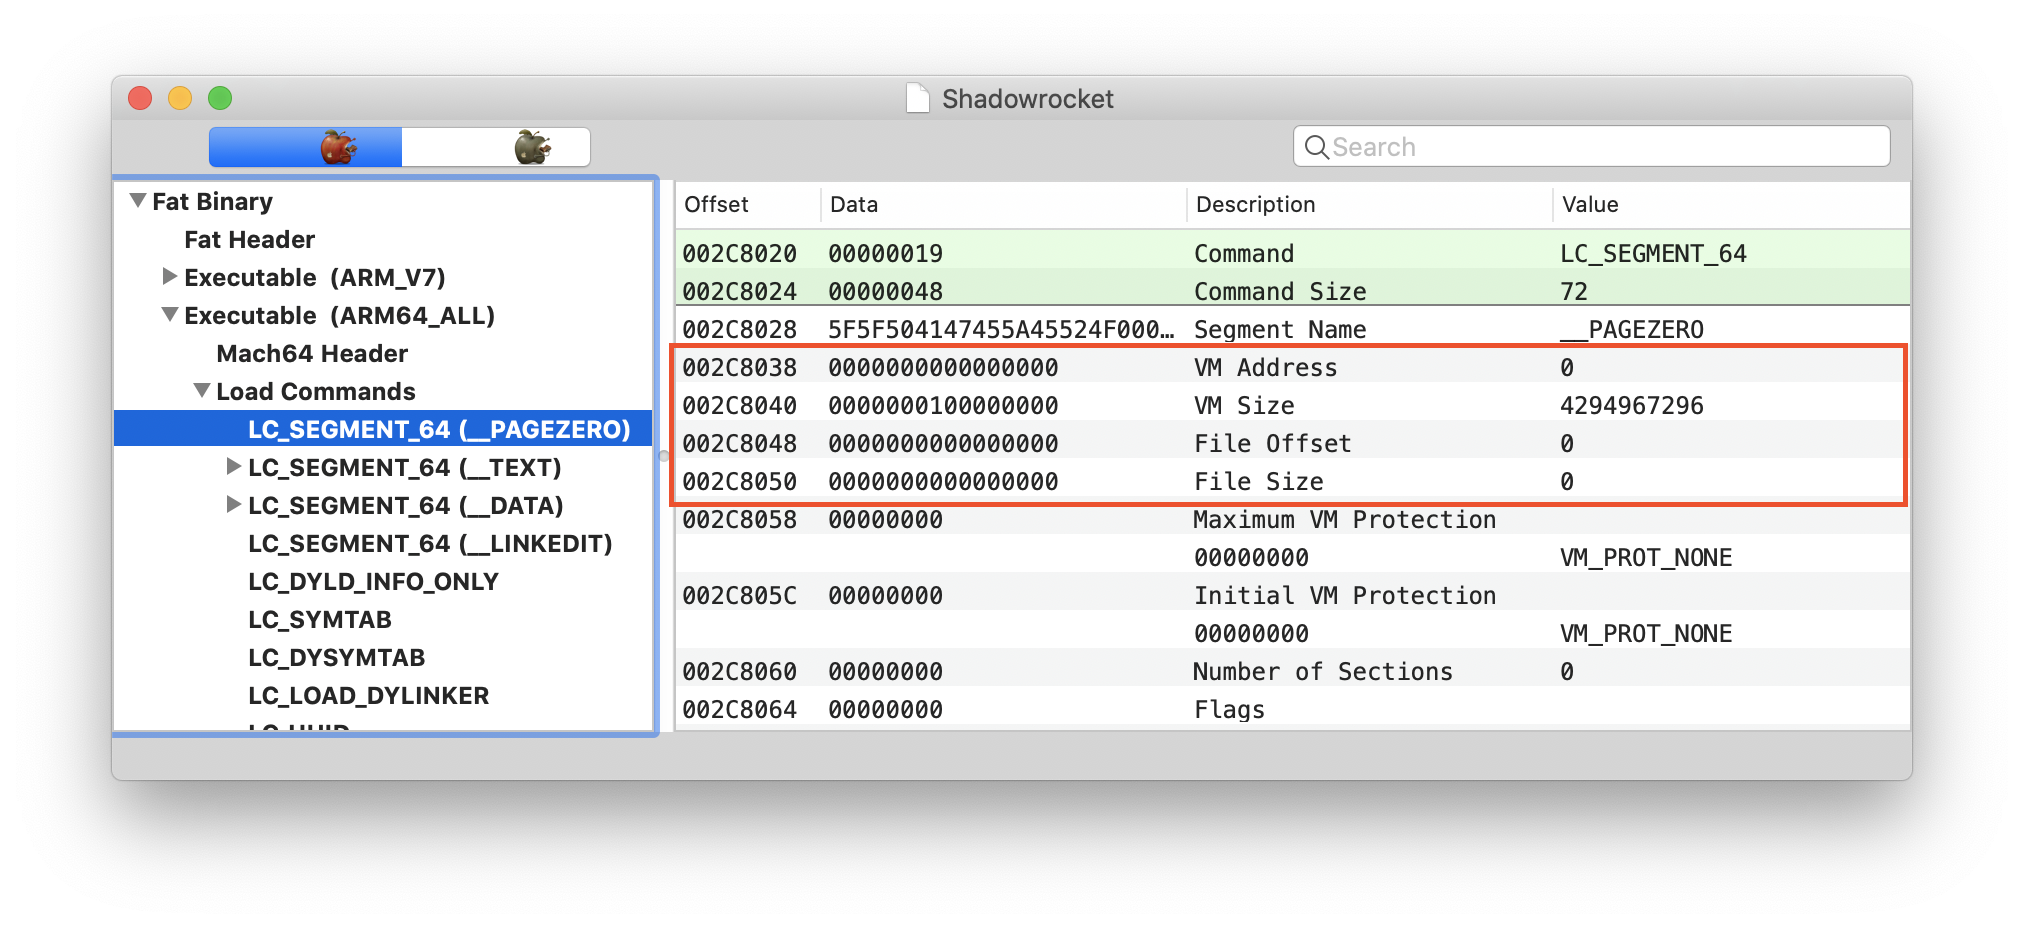 Shadowrocket
Search
Fat Binary
Fat Header
Executable (ARM_V7)
Executable (ARM64_ALL)
Mach64 Header
Load Commands
LC_SEGMENT_64 (__PAGEZERO)
LC_SEGMENT_64 (__TEXT)
LC_SEGMENT_64 (__DATA)
LC_SEGMENT_64 (__LINKEDIT)
LC_DYLD_INFO_ONLY
LC_SYMTAB
LC_DYSYMTAB
LC_LOAD_DYLINKER
LC_UUID
Offset Data Description Value
002C8020 00000019 Command LC_SEGMENT_64
002C8024 00000048 Command Size 72
002C8028 5F5F504147455A45524F000… Segment Name __PAGEZERO
002C8038 0000000000000000 VM Address 0
002C8040 0000000100000000 VM Size 4294967296
002C8048 0000000000000000 File Offset 0
002C8050 0000000000000000 File Size 0
002C8058 00000000 Maximum VM Protection
00000000 VM_PROT_NONE
002C805C 00000000 Initial VM Protection
00000000 VM_PROT_NONE
002C8060 00000000 Number of Sections 0
002C8064 00000000 Flags